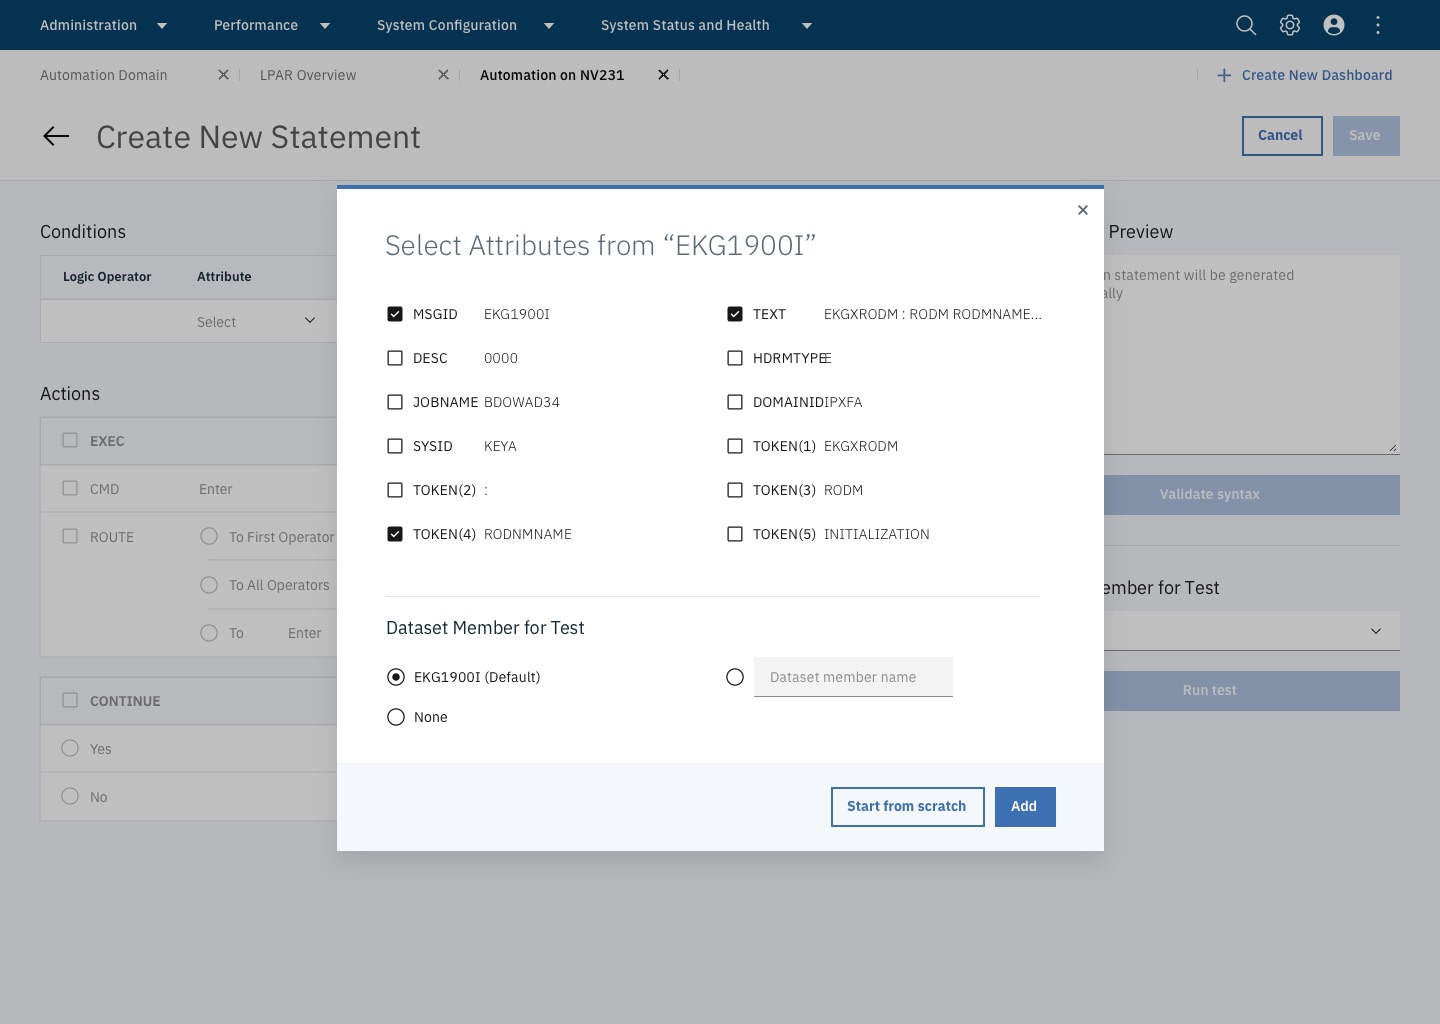 Administration Performance System Configuration System Status and Health
Automation Domain LPAR Overview Automation on NV231 Create New Dashboard
Create New Statement Cancel Save
Conditions
Logic Operator Attribute
Select
Actions
EXEC
CMD Enter
ROUTE To First Operator
To All Operators
To Enter
CONTINUE
Yes
No
Select Attributes from “EKG1900I”
MSGID EKG1900I TEXT EKGXRODM : RODM RODMNAME...
DESC 0000 HDRMTYPE E
JOBNAME BDOWAD34 DOMAINID IPXFA
SYSID KEYA TOKEN(1) EKGXRODM
TOKEN(2) : TOKEN(3) RODM
TOKEN(4) RODNMNAME TOKEN(5) INITIALIZATION
Dataset Member for Test
EKG1900I (Default) Dataset member name
None
Start from scratch Add
Preview
statement will be generated
Validate syntax
for Test
Run test